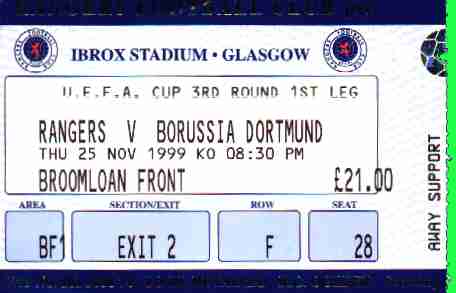 IBROX STADIUM • GLASGOW
U.E.F.A. CUP 3RD ROUND 1ST LEG
RANGERS V BORUSSIA DORTMUND
THU 25 NOV 1999 KO 08:30 PM
BROOMLOAN FRONT £21.00
AREA SECTION/EXIT ROW SEAT
BF1 EXIT 2 F 28
AWAY SUPPORT